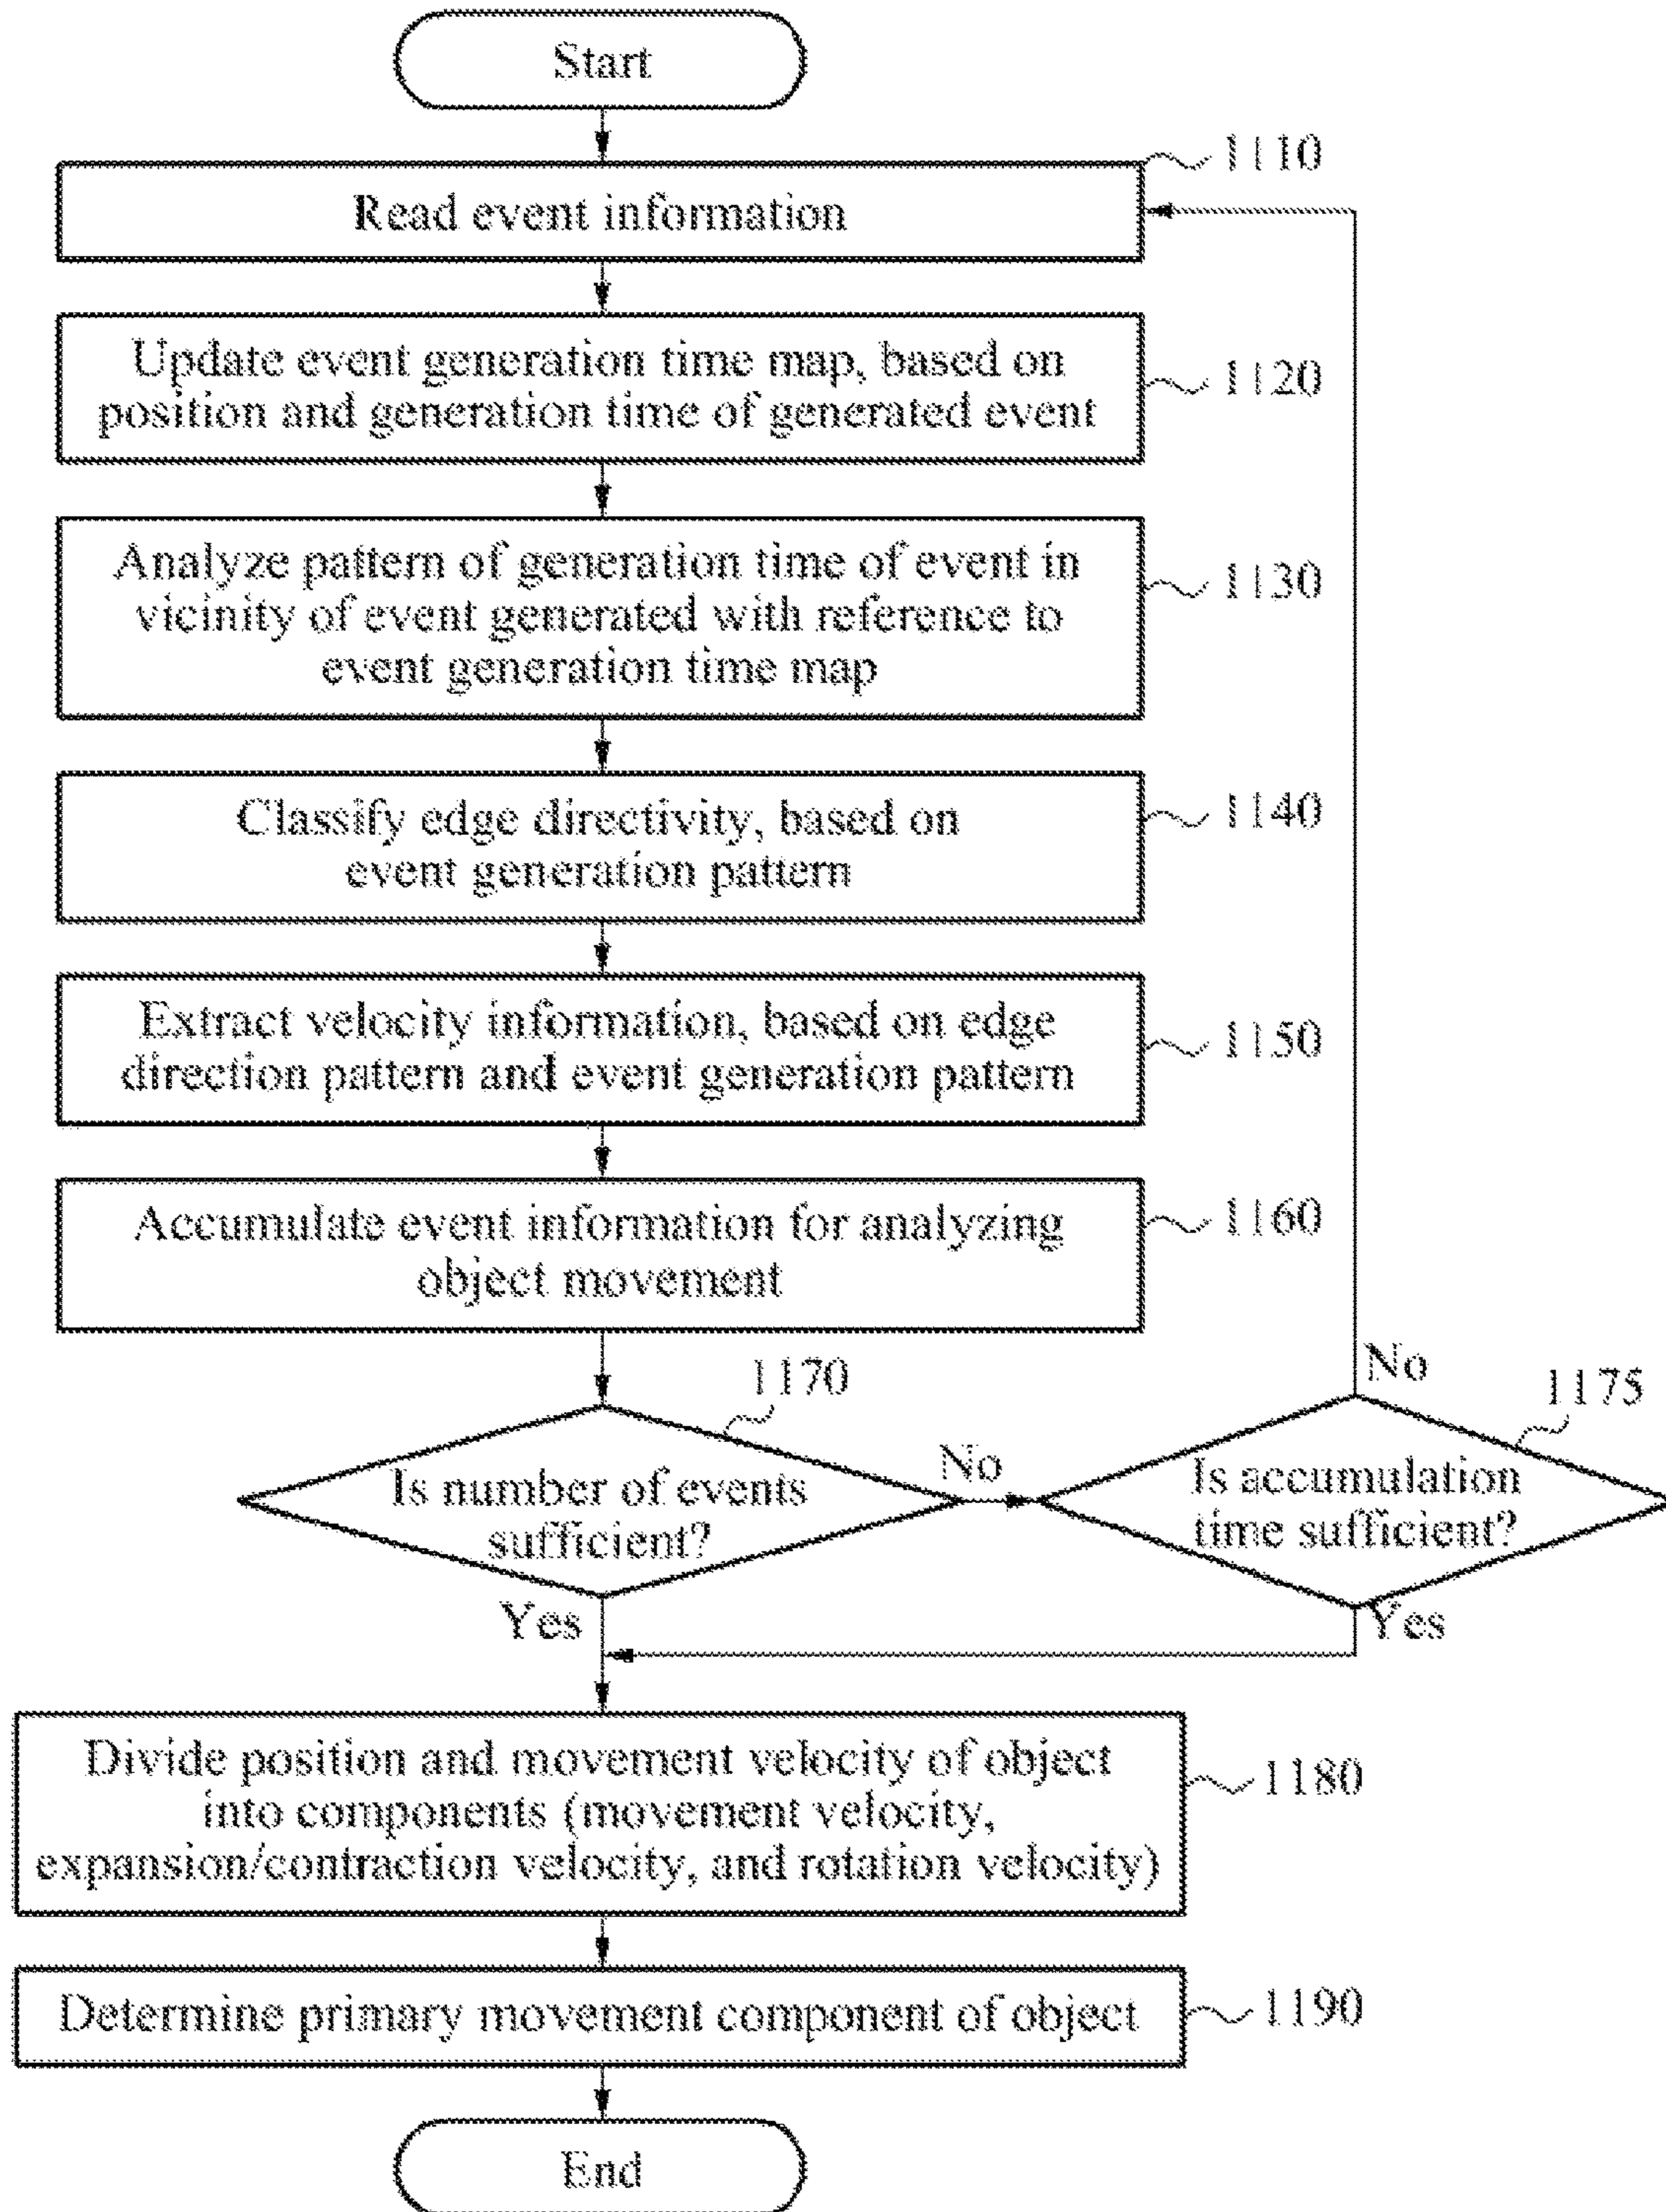 Start
1110
Read event information
Update event generation time map, based on
position and generation time of generated event
1120
Analyze pattern of generation time of event in
vicinity of event generated with reference to
event generation time map
1130
Classify edge directivity, based on
event generation pattern
1140
Extract velocity information, based on edge
direction pattern and event generation pattern
1150
Accumulate event information for analyzing
object movement
1160
1170
No
1175
Is number of events
sufficient?
No
Is accumulation
time sufficient?
Yes
Yes
Divide position and movement velocity of object
into components (movement velocity,
expansion/contraction velocity, and rotation velocity)
1180
Determine primary movement component of object
1190
End